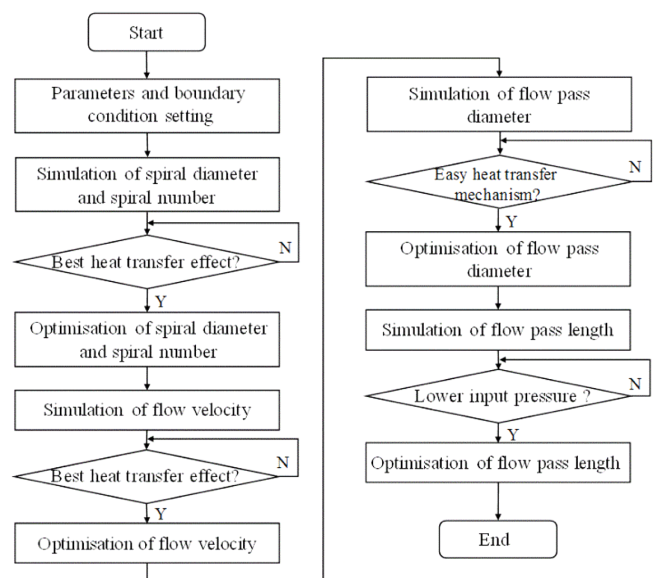 Start
Parameters and boundary
condition setting
Simulation of spiral diameter
and spiral number
N
Best heat transfer effect?
Y
Optimisation of spiral diameter
and spiral number
Simulation of flow velocity
N
Best heat transfer effect?
Y
Optimisation of flow velocity
Simulation of flow pass
diameter
N
Easy heat transfer
mechanism?
Y
Optimisation of flow pass
diameter
Simulation of flow pass length
N
Lower input pressure ?
Y
Optimisation of flow pass length
End